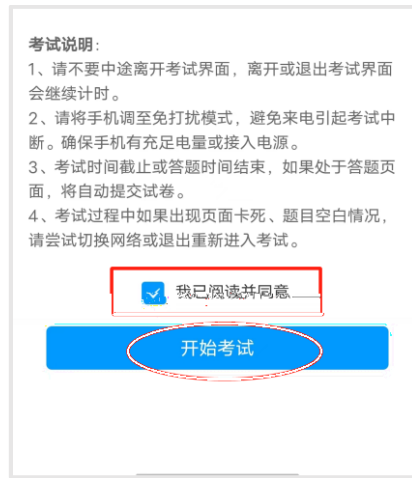 考试说明：
1、请不要中途离开考试界面，离开或退出考试界面
会继续计时。
2、请将手机调至免打扰模式，避免来电引起考试中
断。确保手机有充足电量或接入电源。
3、考试时间截止或答题时间结束，如果处于答题页
面，将自动提交试卷。
4、考试过程中如果出现页面卡死、题目空白情况，
请尝试切换网络或退出重新进入考试。
我已阅读并同意
开始考试